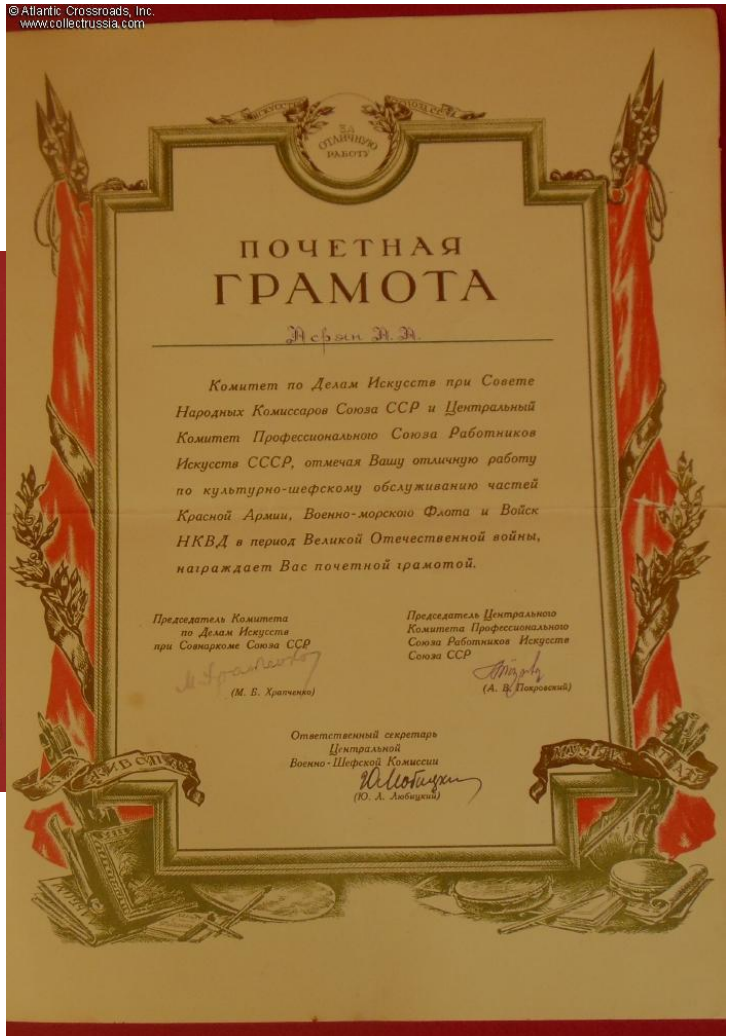 © Atlantic Crossroads, Inc.
www.collectrussia.com
ЗА
ОТЛИЧНУЮ
РАБОТУ
ПОЧЕТНАЯ
ГРАМОТА
А. А.
Комитет по Делам Искусств при Совете
Народных Комиссаров Союза ССР и Центральный
Комитет Профессионального Союза Работников
Искусств СССР, отмечая Вашу отличную работу
по культурно-шефскому обслуживанию частей
Красной Армии, Военно-морского Флота и Войск
НКВД в период Великой Отечественной войны,
награждает Вас почетной грамотой.
Председатель Комитета
по Делам Искусств
при Совнаркоме Союза ССР
(М. Б. Храпченко)
Председатель Центрального
Комитета Профессионального
Союза Работников Искусств
Союза ССР
(А. В. Покровский)
Ответственный секретарь
Центральной
Военно-Шефской Комиссии
(Ю. А. Любицкий)